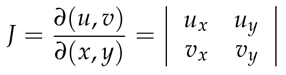 J = ∂(u, v)/∂(x, y) = | u_x u_y |
| v_x v_y |